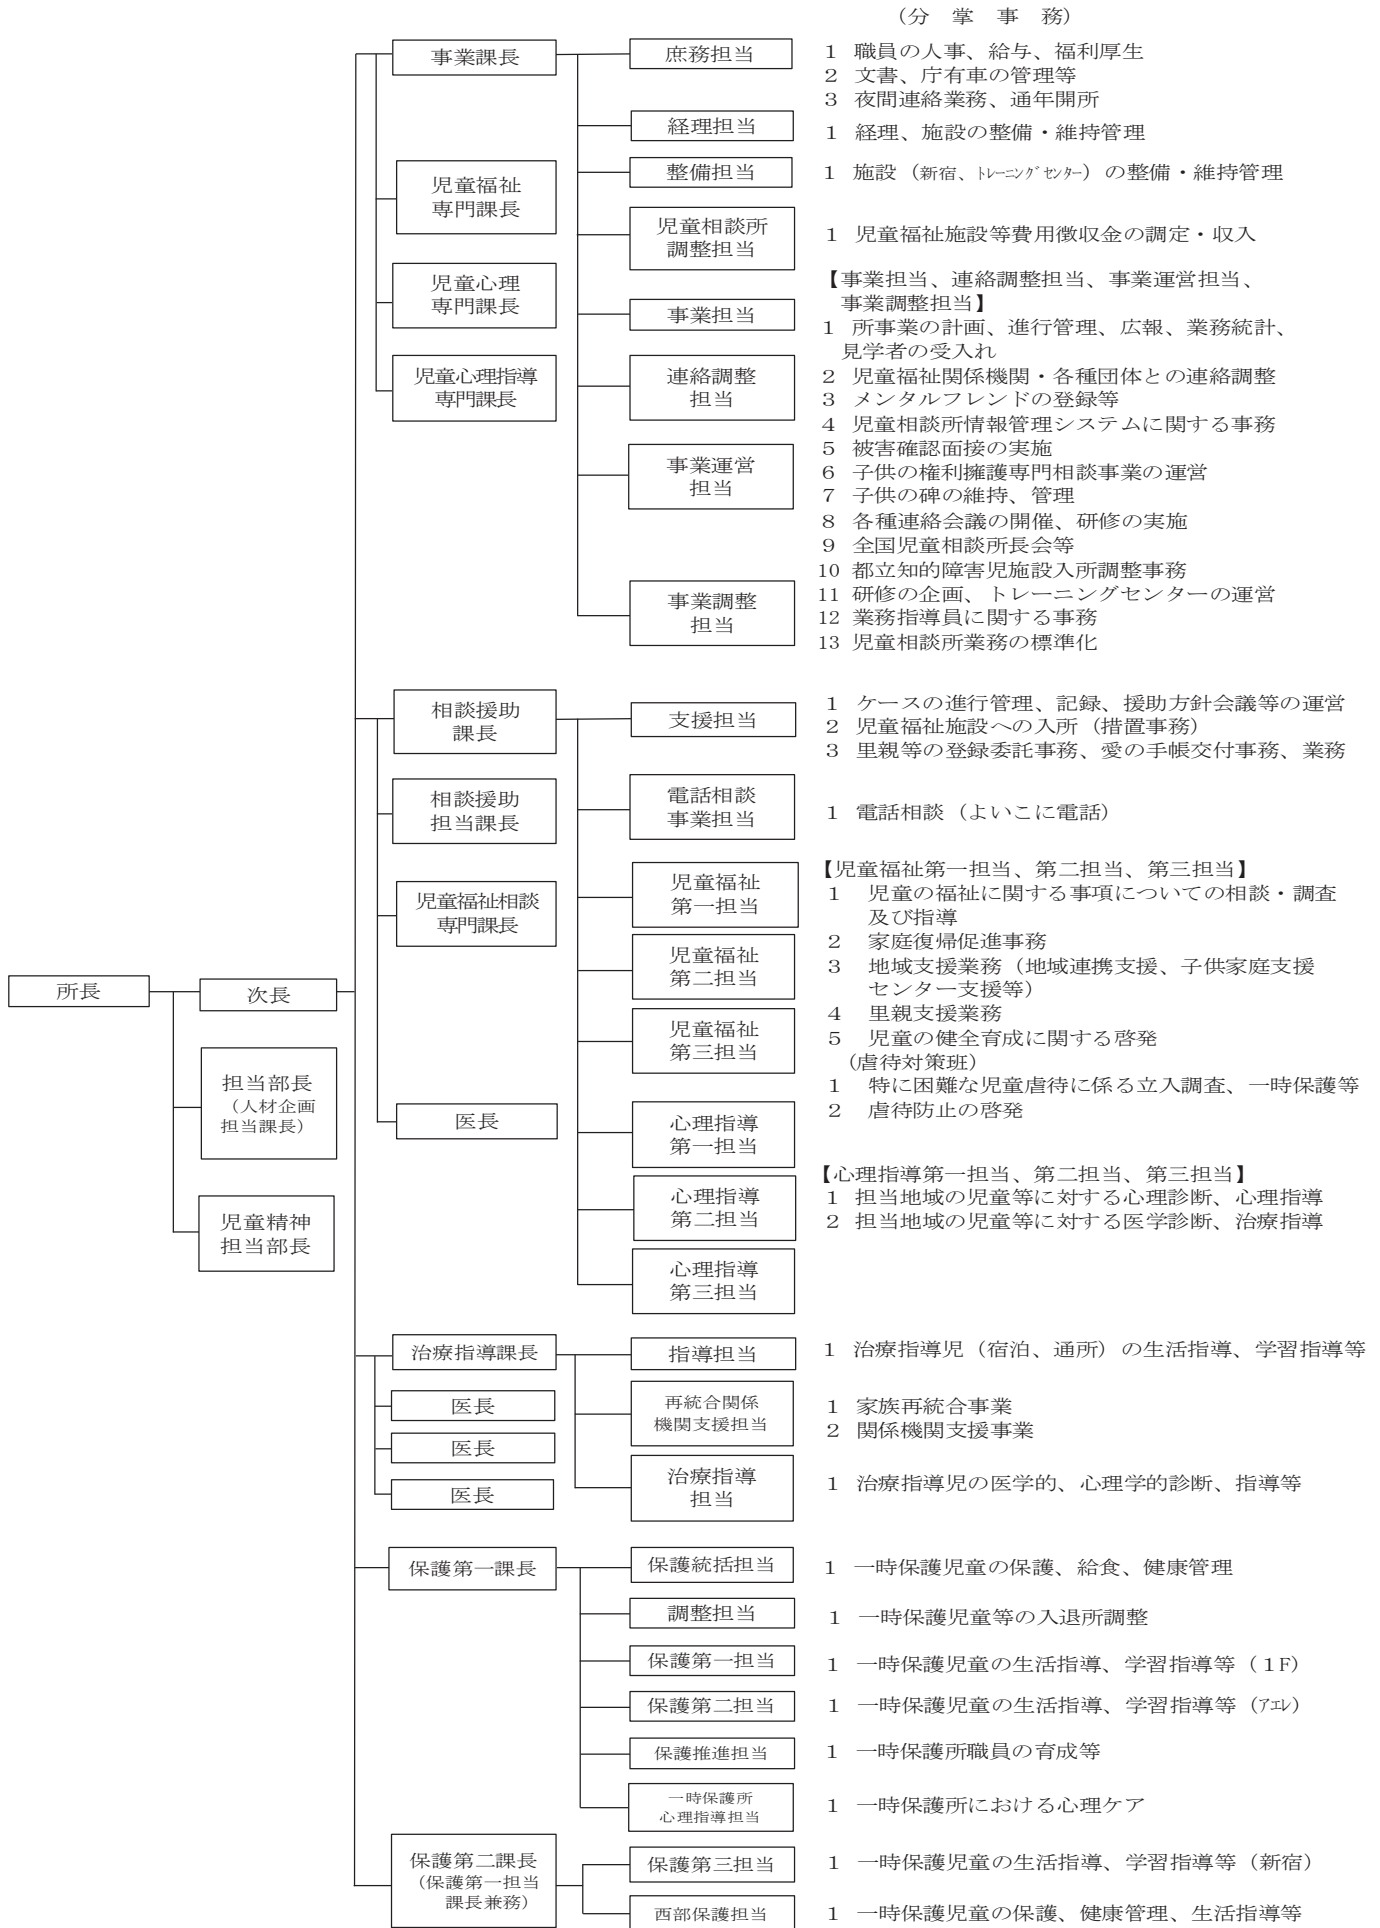 (分　掌　事　務)
事業課長
庶務担当
1 職員の人事、給与、福利厚生
2 文書、庁有車の管理等
3 夜間連絡業務、通年開所
経理担当
1 経理、施設の整備・維持管理
児童福祉
専門課長
整備担当
1 施設（新宿、ﾄﾚｰﾆﾝｸﾞｾﾝﾀｰ）の整備・維持管理
児童相談所
調整担当
1 児童福祉施設等費用徴収金の調定・収入
児童心理
専門課長
児童心理指導
専門課長
事業担当
連絡調整
担当
事業運営
担当
事業調整
担当
【事業担当、連絡調整担当、事業運営担当、
事業調整担当】
1 所事業の計画、進行管理、広報、業務統計、
見学者の受入れ
2 児童福祉関係機関・各種団体との連絡調整
3 メンタルフレンドの登録等
4 児童相談所情報管理システムに関する事務
5 被害確認面接の実施
6 子供の権利擁護専門相談事業の運営
7 子供の碑の維持、管理
8 各種連絡会議の開催、研修の実施
9 全国児童相談所長会等
10 都立知的障害児施設入所調整事務
11 研修の企画、トレーニングセンターの運営
12 業務指導員に関する事務
13 児童相談所業務の標準化
相談援助
課長
支援担当
1 ケースの進行管理、記録、援助方針会議等の運営
2 児童福祉施設への入所（措置事務）
3 里親等の登録委託事務、愛の手帳交付事務、業務
相談援助
担当課長
電話相談
事業担当
1 電話相談（よいこに電話）
児童福祉相談
専門課長
児童福祉
第一担当
児童福祉
第二担当
児童福祉
第三担当
【児童福祉第一担当、第二担当、第三担当】
1 児童の福祉に関する事項についての相談・調査
及び指導
2 家庭復帰促進事務
3 地域支援業務（地域連携支援、子供家庭支援
センター支援等）
4 里親支援業務
5 児童の健全育成に関する啓発
(虐待対策班)
1 特に困難な児童虐待に係る立入調査、一時保護等
2 虐待防止の啓発
所長
次長
担当部長
（人材企画
担当課長）
児童精神
担当部長
医長
心理指導
第一担当
心理指導
第二担当
心理指導
第三担当
【心理指導第一担当、第二担当、第三担当】
1 担当地域の児童等に対する心理診断、心理指導
2 担当地域の児童等に対する医学診断、治療指導
治療指導課長
指導担当
1 治療指導児（宿泊、通所）の生活指導、学習指導等
医長
医長
医長
再統合関係
機関支援担当
1 家族再統合事業
2 関係機関支援事業
治療指導
担当
1 治療指導児の医学的、心理学的診断、指導等
保護第一課長
保護統括担当
1 一時保護児童の保護、給食、健康管理
調整担当
1 一時保護児童等の入退所調整
保護第一担当
1 一時保護児童の生活指導、学習指導等（１F）
保護第二担当
1 一時保護児童の生活指導、学習指導等（ｱｴﾚ）
保護推進担当
1 一時保護所職員の育成等
一時保護所
心理指導担当
1 一時保護所における心理ケア
保護第二課長
（保護第一担当
課長兼務）
保護第三担当
1 一時保護児童の生活指導、学習指導等（新宿）
西部保護担当
1 一時保護児童の保護、健康管理、生活指導等